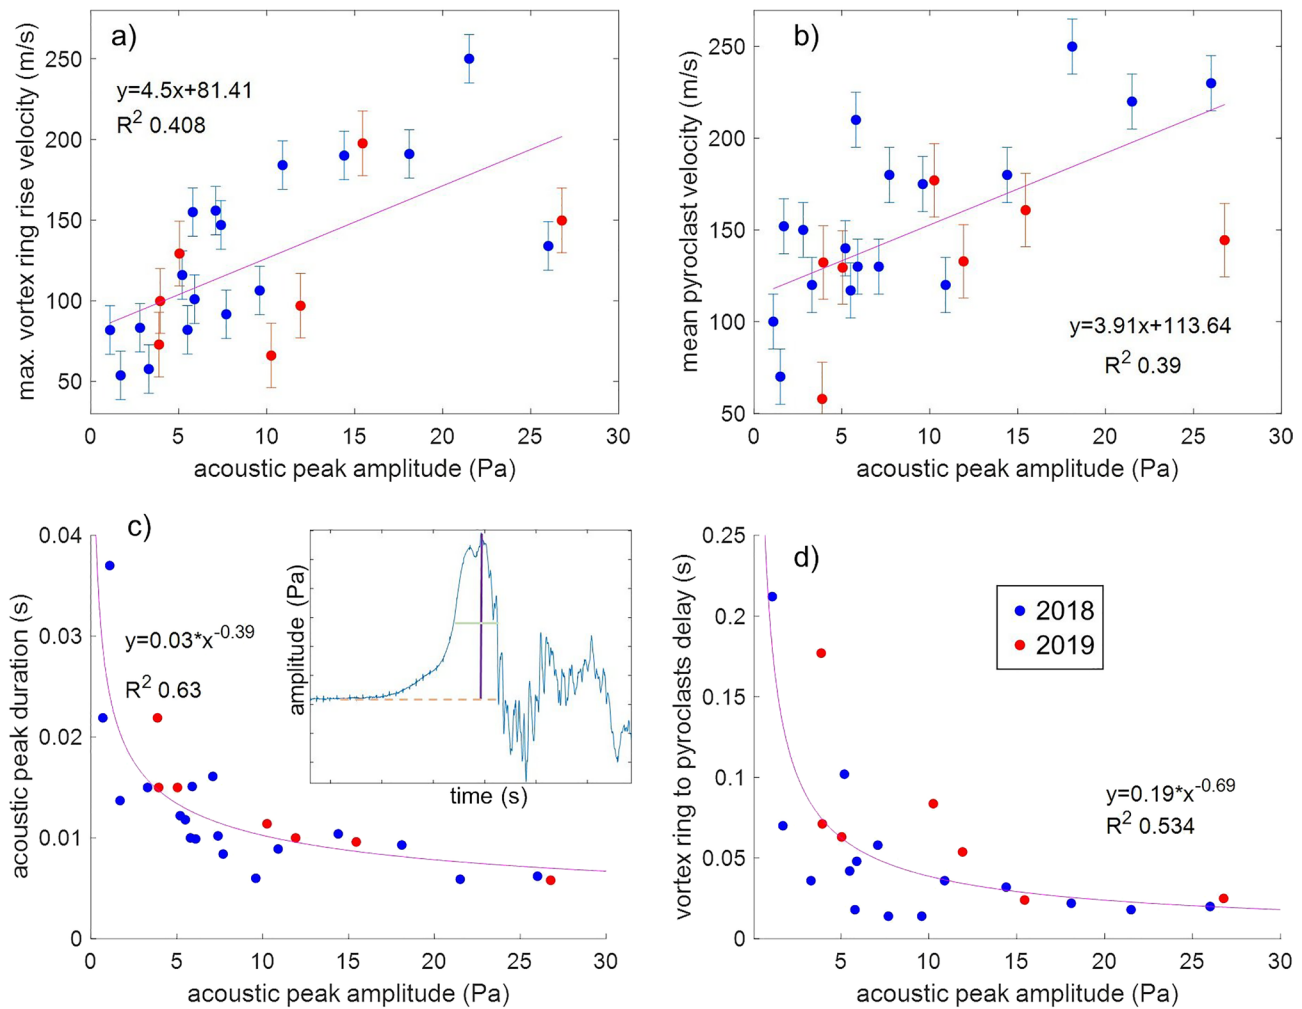 a)
y=4.5x+81.41
R2 0.408
max. vortex ring rise velocity (m/s)
250
200
150
100
50
0 5 10 15 20 25 30
acoustic peak amplitude (Pa)
b)
mean pyroclast velocity (m/s)
250
200
150
100
50
y=3.91x+113.64
R2 0.39
0 5 10 15 20 25 30
acoustic peak amplitude (Pa)
c)
acoustic peak duration (s)
0.04
0.03
0.02
0.01
0
y=0.03*x-0.39
R2 0.63
amplitude (Pa)
time (s)
0 5 10 15 20 25 30
acoustic peak amplitude (Pa)
d)
vortex ring to pyroclasts delay (s)
0.25
0.2
0.15
0.1
0.05
0
2018
2019
y=0.19*x-0.69
R2 0.534
5 10 15 20 25 30
acoustic peak amplitude (Pa)